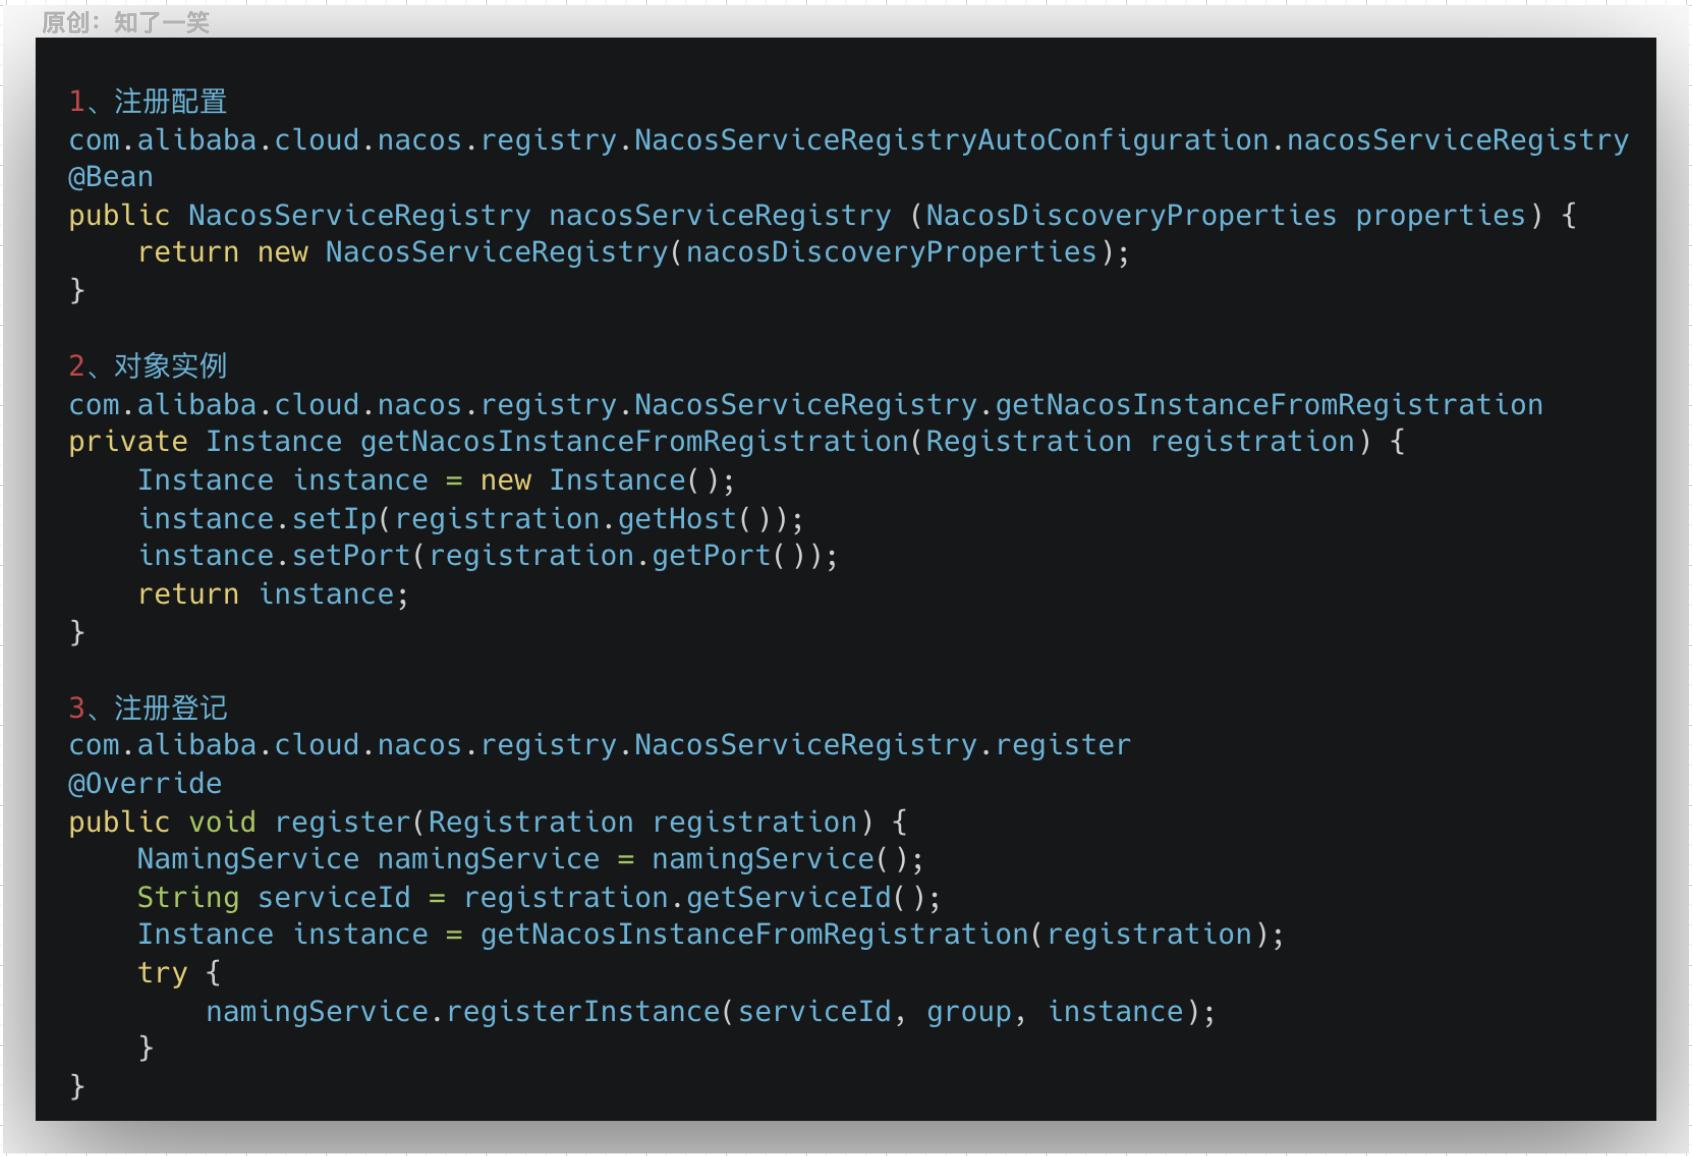 原创：知了一笑
1、注册配置
com.alibaba.cloud.nacos.registry.NacosServiceRegistryAutoConfiguration.nacosServiceRegistry
@Bean
public NacosServiceRegistry nacosServiceRegistry (NacosDiscoveryProperties properties) {
    return new NacosServiceRegistry(nacosDiscoveryProperties);
}
2、对象实例
com.alibaba.cloud.nacos.registry.NacosServiceRegistry.getNacosInstanceFromRegistration
private Instance getNacosInstanceFromRegistration(Registration registration) {
    Instance instance = new Instance();
    instance.setIp(registration.getHost());
    instance.setPort(registration.getPort());
    return instance;
}
3、注册登记
com.alibaba.cloud.nacos.registry.NacosServiceRegistry.register
@Override
public void register(Registration registration) {
    NamingService namingService = namingService();
    String serviceId = registration.getServiceId();
    Instance instance = getNacosInstanceFromRegistration(registration);
    try {
        namingService.registerInstance(serviceId, group, instance);
    }
}